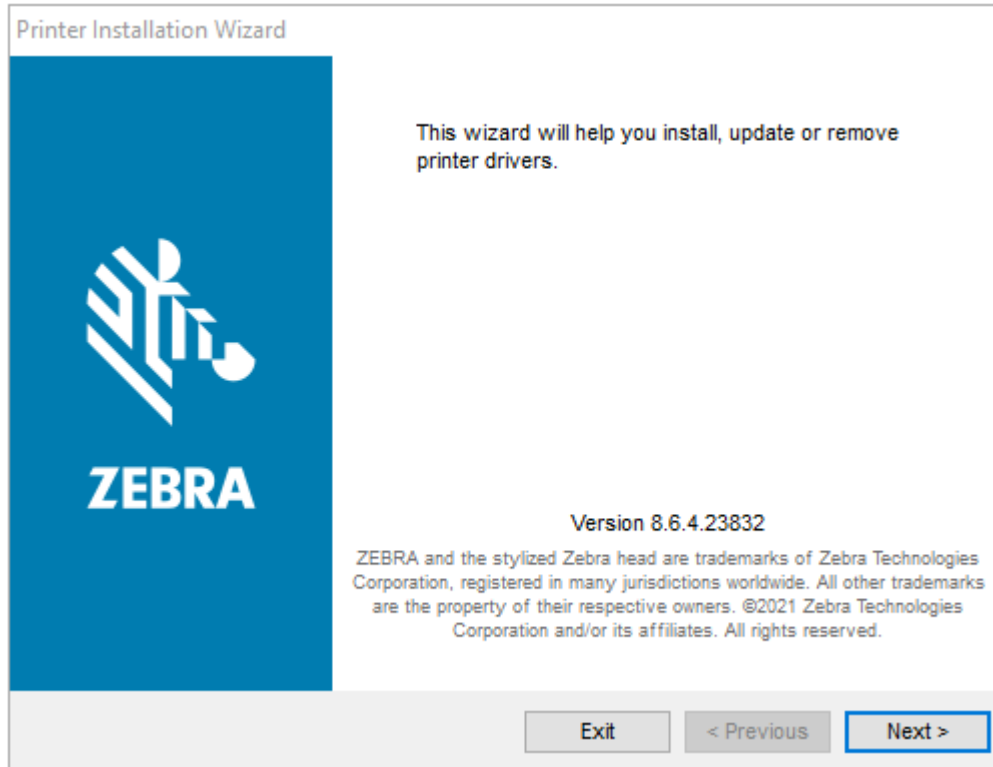 Printer Installation Wizard
This wizard will help you install, update or remove
printer drivers.
ZEBRA
Version 8.6.4.23832
ZEBRA and the stylized Zebra head are trademarks of Zebra Technologies
Corporation, registered in many jurisdictions worldwide. All other trademarks
are the property of their respective owners. ©2021 Zebra Technologies
Corporation and/or its affiliates. All rights reserved.
Exit
< Previous
Next >